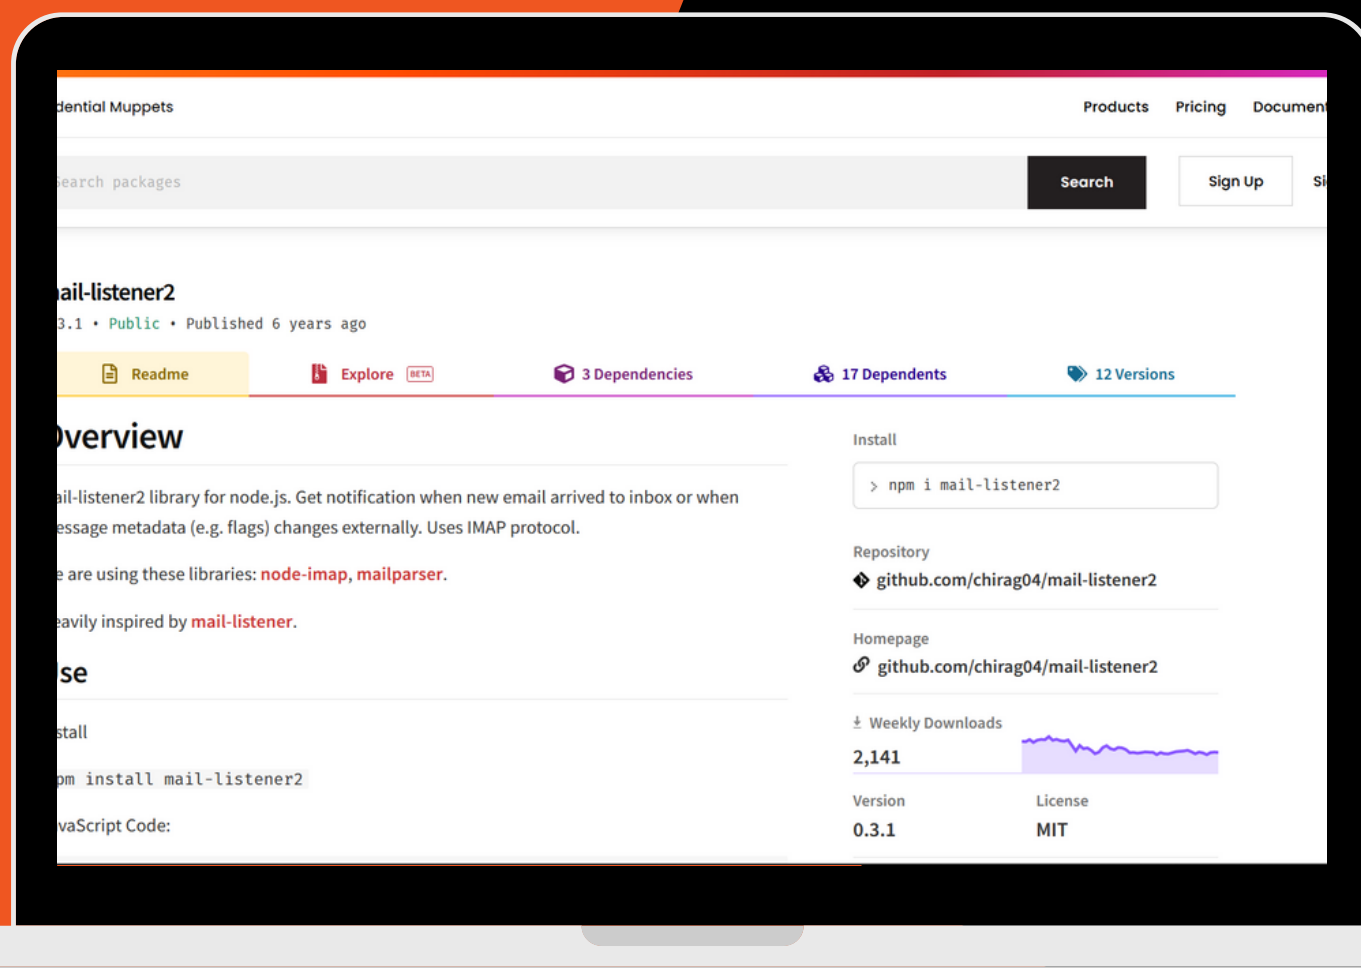 dential Muppets
Products Pricing Document
Search packages
Search
Sign Up
Si
ail-listener2
3.1 • Public • Published 6 years ago
Readme
Explore BETA
3 Dependencies
17 Dependents
12 Versions
Overview
ail-listener2 library for node.js. Get notification when new email arrived to inbox or when
essage metadata (e.g. flags) changes externally. Uses IMAP protocol.
e are using these libraries: node-imap, mailparser.
eavily inspired by mail-listener.
se
stall
pm install mail-listener2
vaScript Code:
Install
> npm i mail-listener2
Repository
github.com/chirag04/mail-listener2
Homepage
github.com/chirag04/mail-listener2
Weekly Downloads
2,141
Version
0.3.1
License
MIT